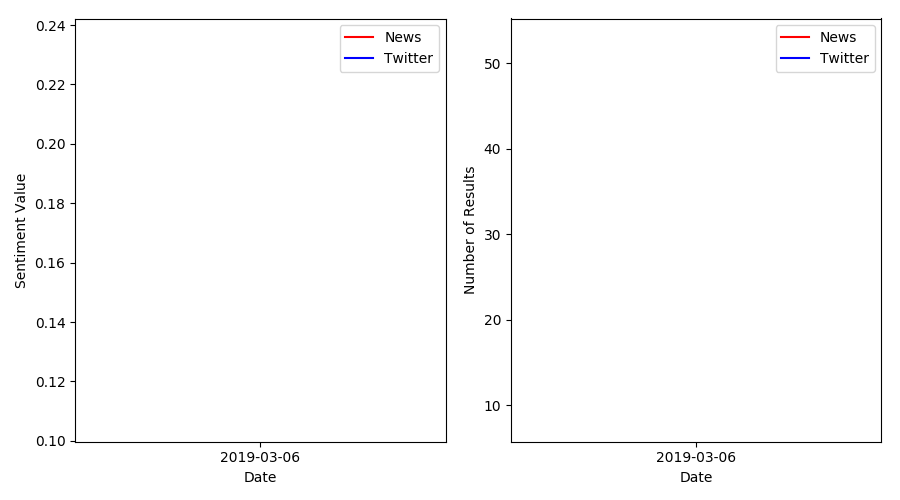 0.24
0.22
0.20
0.18
0.16
0.14
0.12
0.10
Sentiment Value
2019-03-06
Date
News
Twitter
50
40
30
20
10
Number of Results
2019-03-06
Date
News
Twitter